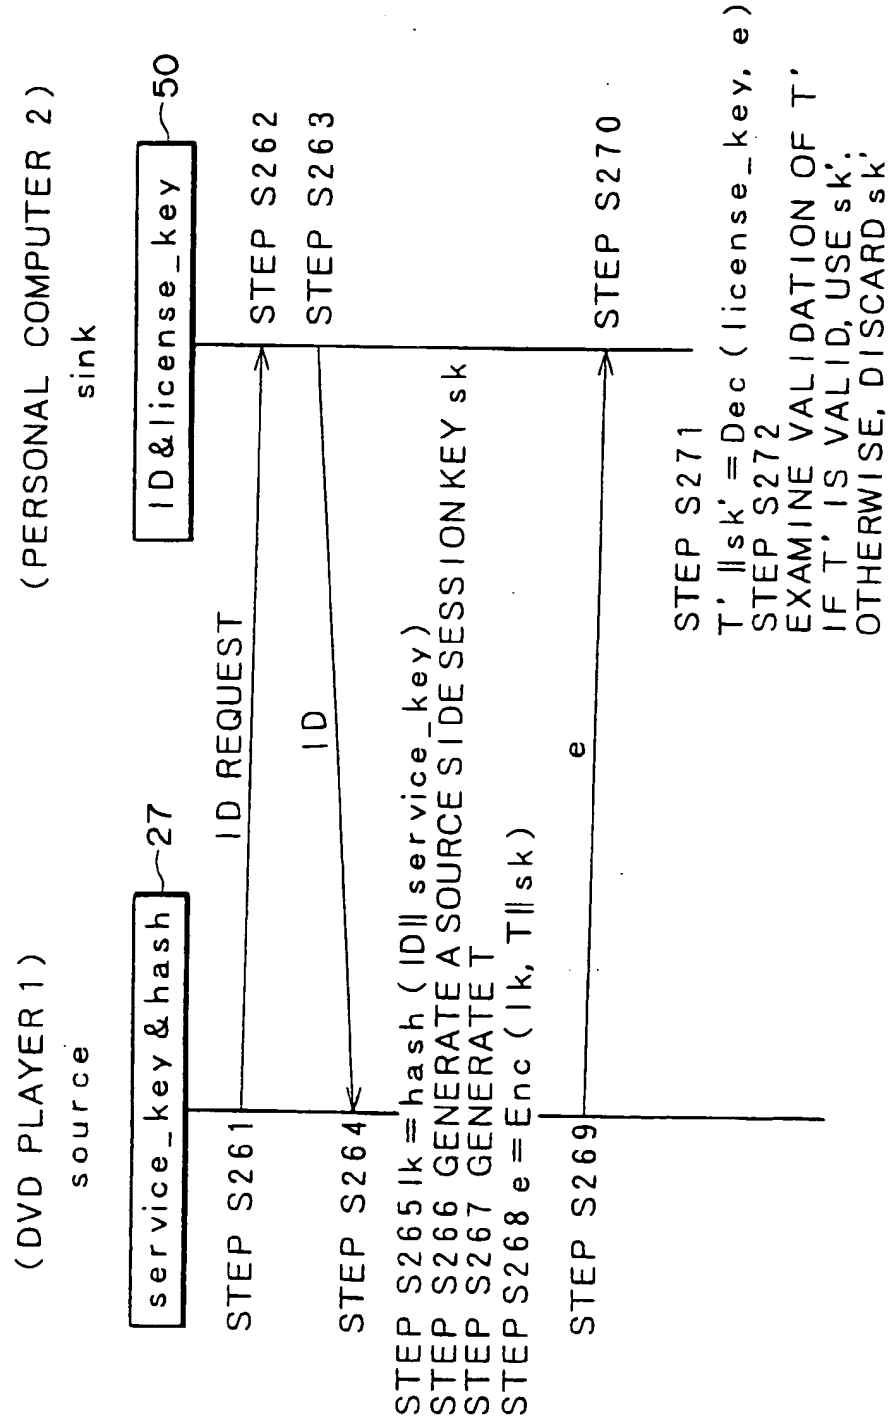 (DVD PLAYER 1)
source
(PERSONAL COMPUTER 2)
sink
service_key & hash
27
ID & license_key
50
STEP S261
ID REQUEST
STEP S262
STEP S263
ID
STEP S264
STEP S265 lk = hash ( ID || service_key)
STEP S266 GENERATE A SOURCE SIDE SESSION KEY sk
STEP S267 GENERATE T
STEP S268 e = Enc ( lk, T || sk)
STEP S269
e
STEP S270
STEP S271
T' || sk' = Dec ( license_key, e)
STEP S272
EXAMINE VALIDATION OF T'
IF T' IS VALID, USE sk';
OTHERWISE, DISCARD sk'